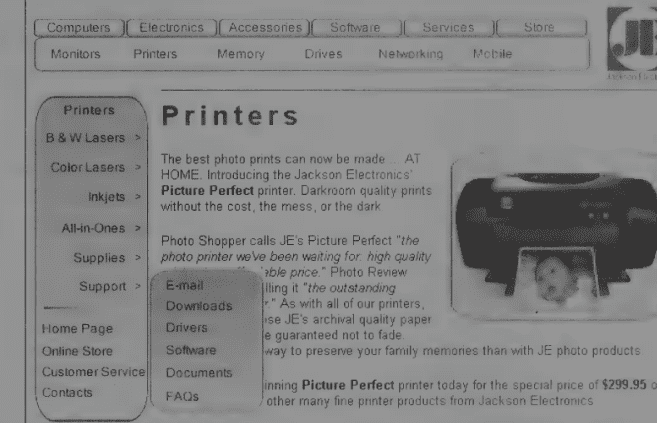 Computers Electronics Accessories Software Services Store
Monitors Printers Memory Drives Networking Mobile
JE
Printers
B & W Lasers >
Color Lasers >
Inkjets >
All-in-Ones >
Supplies >
Support >
Home Page
Online Store
Customer Service
Contacts
E-mail
Downloads
Drivers
Software
Documents
FAQs
Printers
The best photo prints can now be made ... AT
HOME. Introducing the Jackson Electronics'
Picture Perfect printer. Darkroom quality prints
without the cost, the mess, or the dark
Photo Shopper calls JE's Picture Perfect "the
photo printer we've been waiting for. high quality
price." Photo Review
it "the outstanding
" As with all of our printers,
JE's archival quality paper
guaranteed not to fade
way to preserve your family memories than with JE photo products
Picture Perfect printer today for the special price of $299.95
other many fine printer products from Jackson Electronics